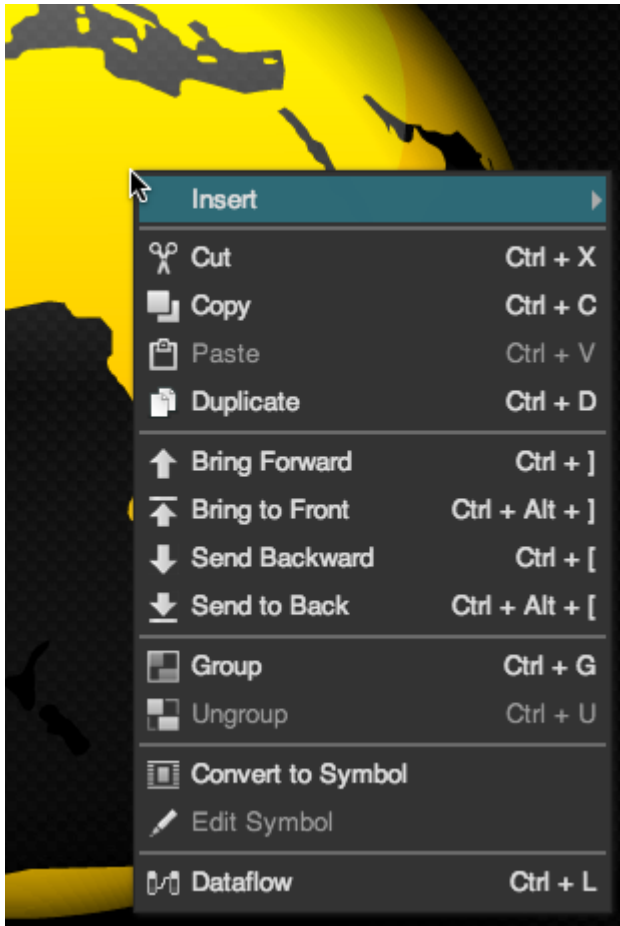 Insert
Cut Ctrl + X
Copy Ctrl + C
Paste Ctrl + V
Duplicate Ctrl + D
Bring Forward Ctrl + ]
Bring to Front Ctrl + Alt + ]
Send Backward Ctrl + [
Send to Back Ctrl + Alt + [
Group Ctrl + G
Ungroup Ctrl + U
Convert to Symbol
Edit Symbol
Dataflow Ctrl + L